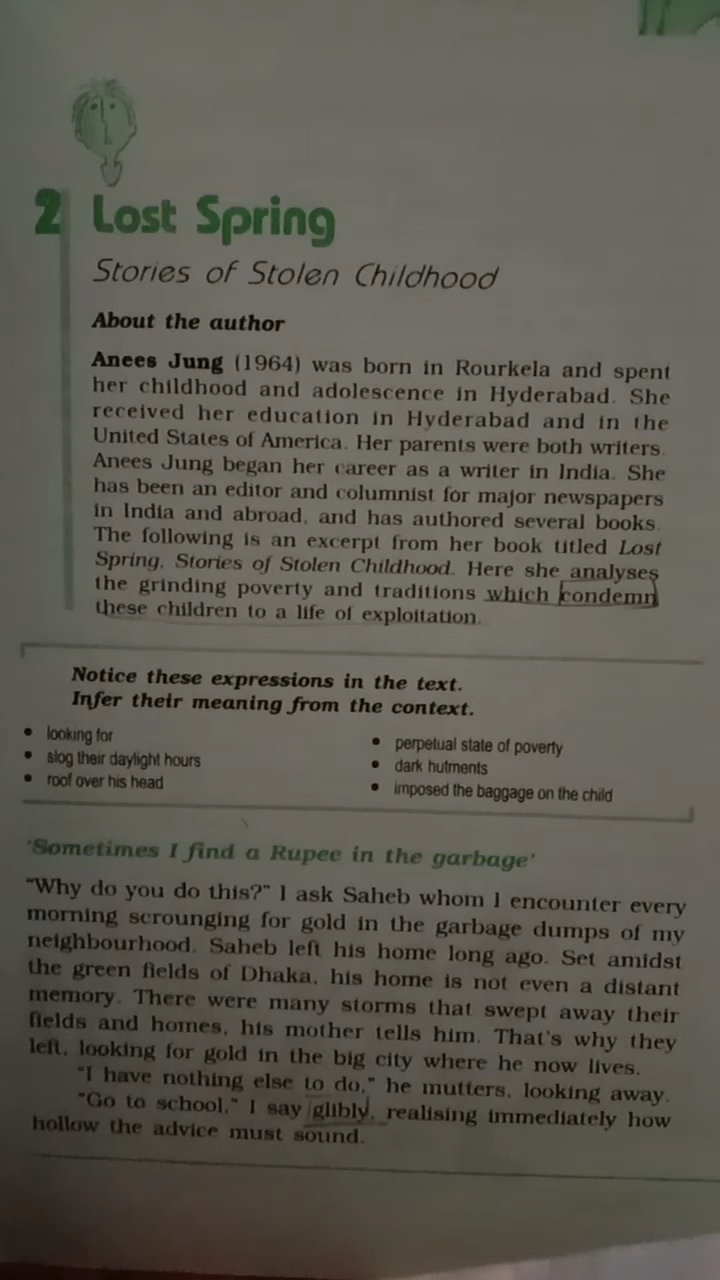 2 Lost Spring
Stories of Stolen Childhood
About the author
Anees Jung (1964) was born in Rourkela and spent
her childhood and adolescence in Hyderabad. She
received her education in Hyderabad and in the
United States of America. Her parents were both writers.
Anees Jung began her career as a writer in India. She
has been an editor and columnist for major newspapers
in India and abroad, and has authored several books.
The following is an excerpt from her book titled Lost
Spring, Stories of Stolen Childhood. Here she analyses
the grinding poverty and traditions which condemn
these children to a life of exploitation.
Notice these expressions in the text.
Infer their meaning from the context.
• looking for
• slog their daylight hours
• roof over his head
• perpetual state of poverty
• dark hutments
• imposed the baggage on the child
'Sometimes I find a Rupee in the garbage'
"Why do you do this?" I ask Saheb whom I encounter every
morning scrounging for gold in the garbage dumps of my
neighbourhood. Saheb left his home long ago. Set amidst
the green fields of Dhaka, his home is not even a distant
memory. There were many storms that swept away their
fields and homes, his mother tells him. That's why they
left, looking for gold in the big city where he now lives.
"I have nothing else to do," he mutters, looking away.
"Go to school," I say glibly, realising immediately how
hollow the advice must sound.